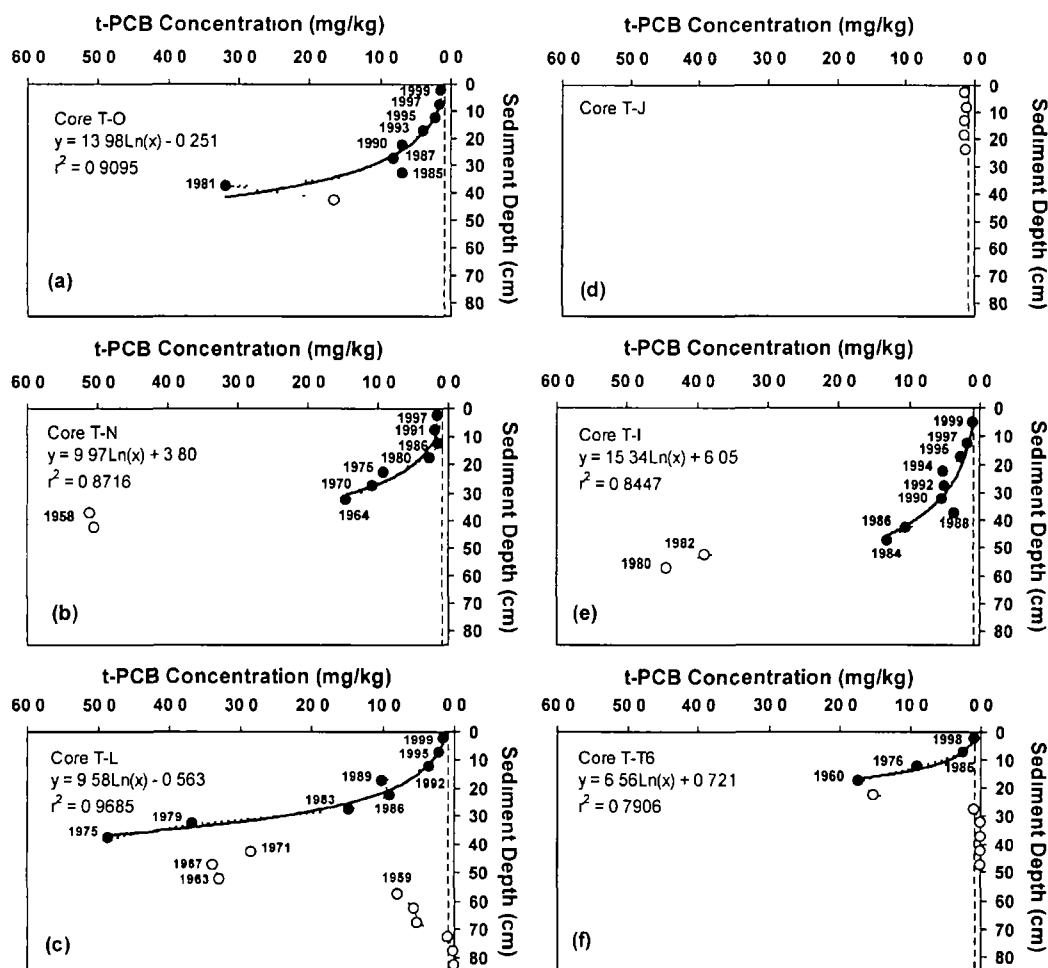 t-PCB Concentration (mg/kg)
60 0 50 0 40 0 30 0 20 0 10 0 0 0
Core T-O
y = 13 98Ln(x) - 0 251
r² = 0 9095
1999
1997
1995
1993
1990
1987
1985
1981
(a)
0
10
20
30
40
50
60
70
80
Sediment Depth (cm)
t-PCB Concentration (mg/kg)
60 0 50 0 40 0 30 0 20 0 10 0 0 0
Core T-J
(d)
0
10
20
30
40
50
60
70
80
Sediment Depth (cm)
t-PCB Concentration (mg/kg)
60 0 50 0 40 0 30 0 20 0 10 0 0 0
Core T-N
y = 9 97Ln(x) + 3 80
r² = 0 8716
1997
1991
1986
1980
1975
1970
1964
1958
(b)
0
10
20
30
40
50
60
70
80
Sediment Depth (cm)
t-PCB Concentration (mg/kg)
60 0 50 0 40 0 30 0 20 0 10 0 0 0
Core T-I
y = 15 34Ln(x) + 6 05
r² = 0 8447
1999
1997
1995
1994
1992
1990
1988
1986
1984
1982
1980
(e)
0
10
20
30
40
50
60
70
80
Sediment Depth (cm)
t-PCB Concentration (mg/kg)
60 0 50 0 40 0 30 0 20 0 10 0 0 0
Core T-L
y = 9 58Ln(x) - 0 563
r² = 0 9685
1999
1995
1992
1989
1986
1983
1979
1975
1971
1967
1963
1959
(c)
0
10
20
30
40
50
60
70
80
Sediment Depth (cm)
t-PCB Concentration (mg/kg)
60 0 50 0 40 0 30 0 20 0 10 0 0 0
Core T-T6
y = 6 56Ln(x) + 0 721
r² = 0 7906
1998
1985
1976
1960
(f)
0
10
20
30
40
50
60
70
80
Sediment Depth (cm)